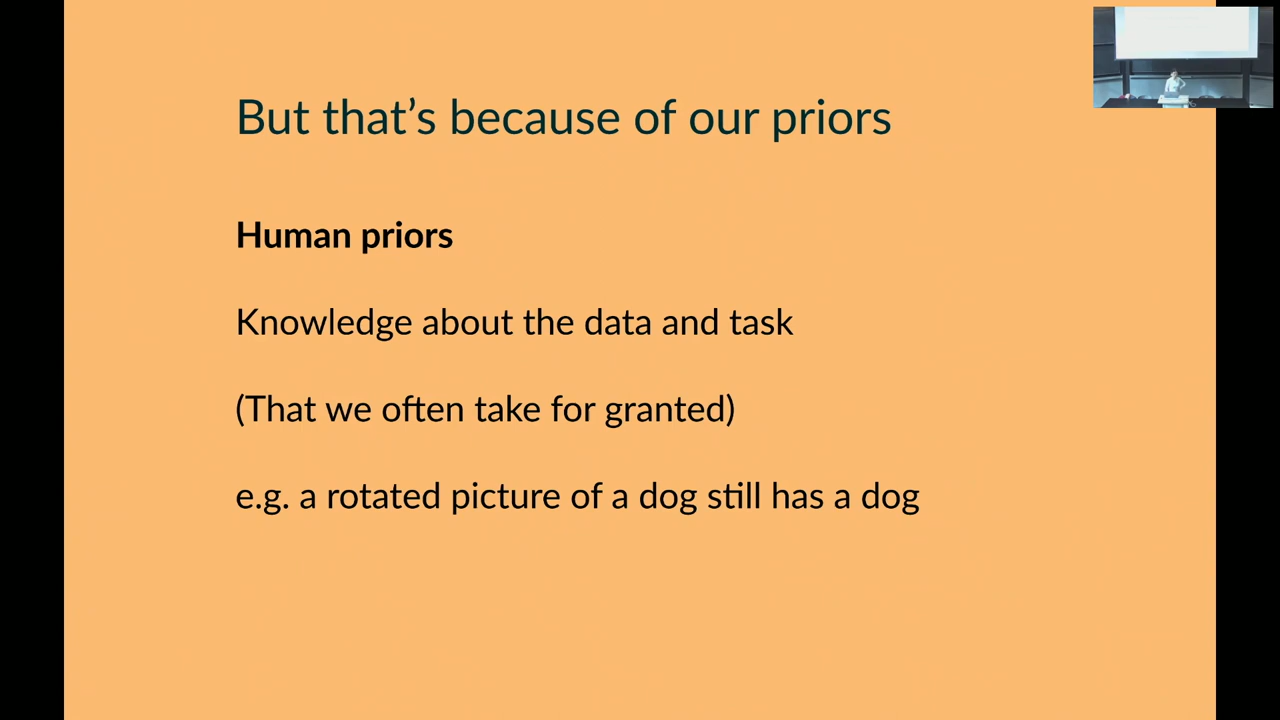 But that’s because of our priors
Human priors
Knowledge about the data and task
(That we often take for granted)
e.g. a rotated picture of a dog still has a dog